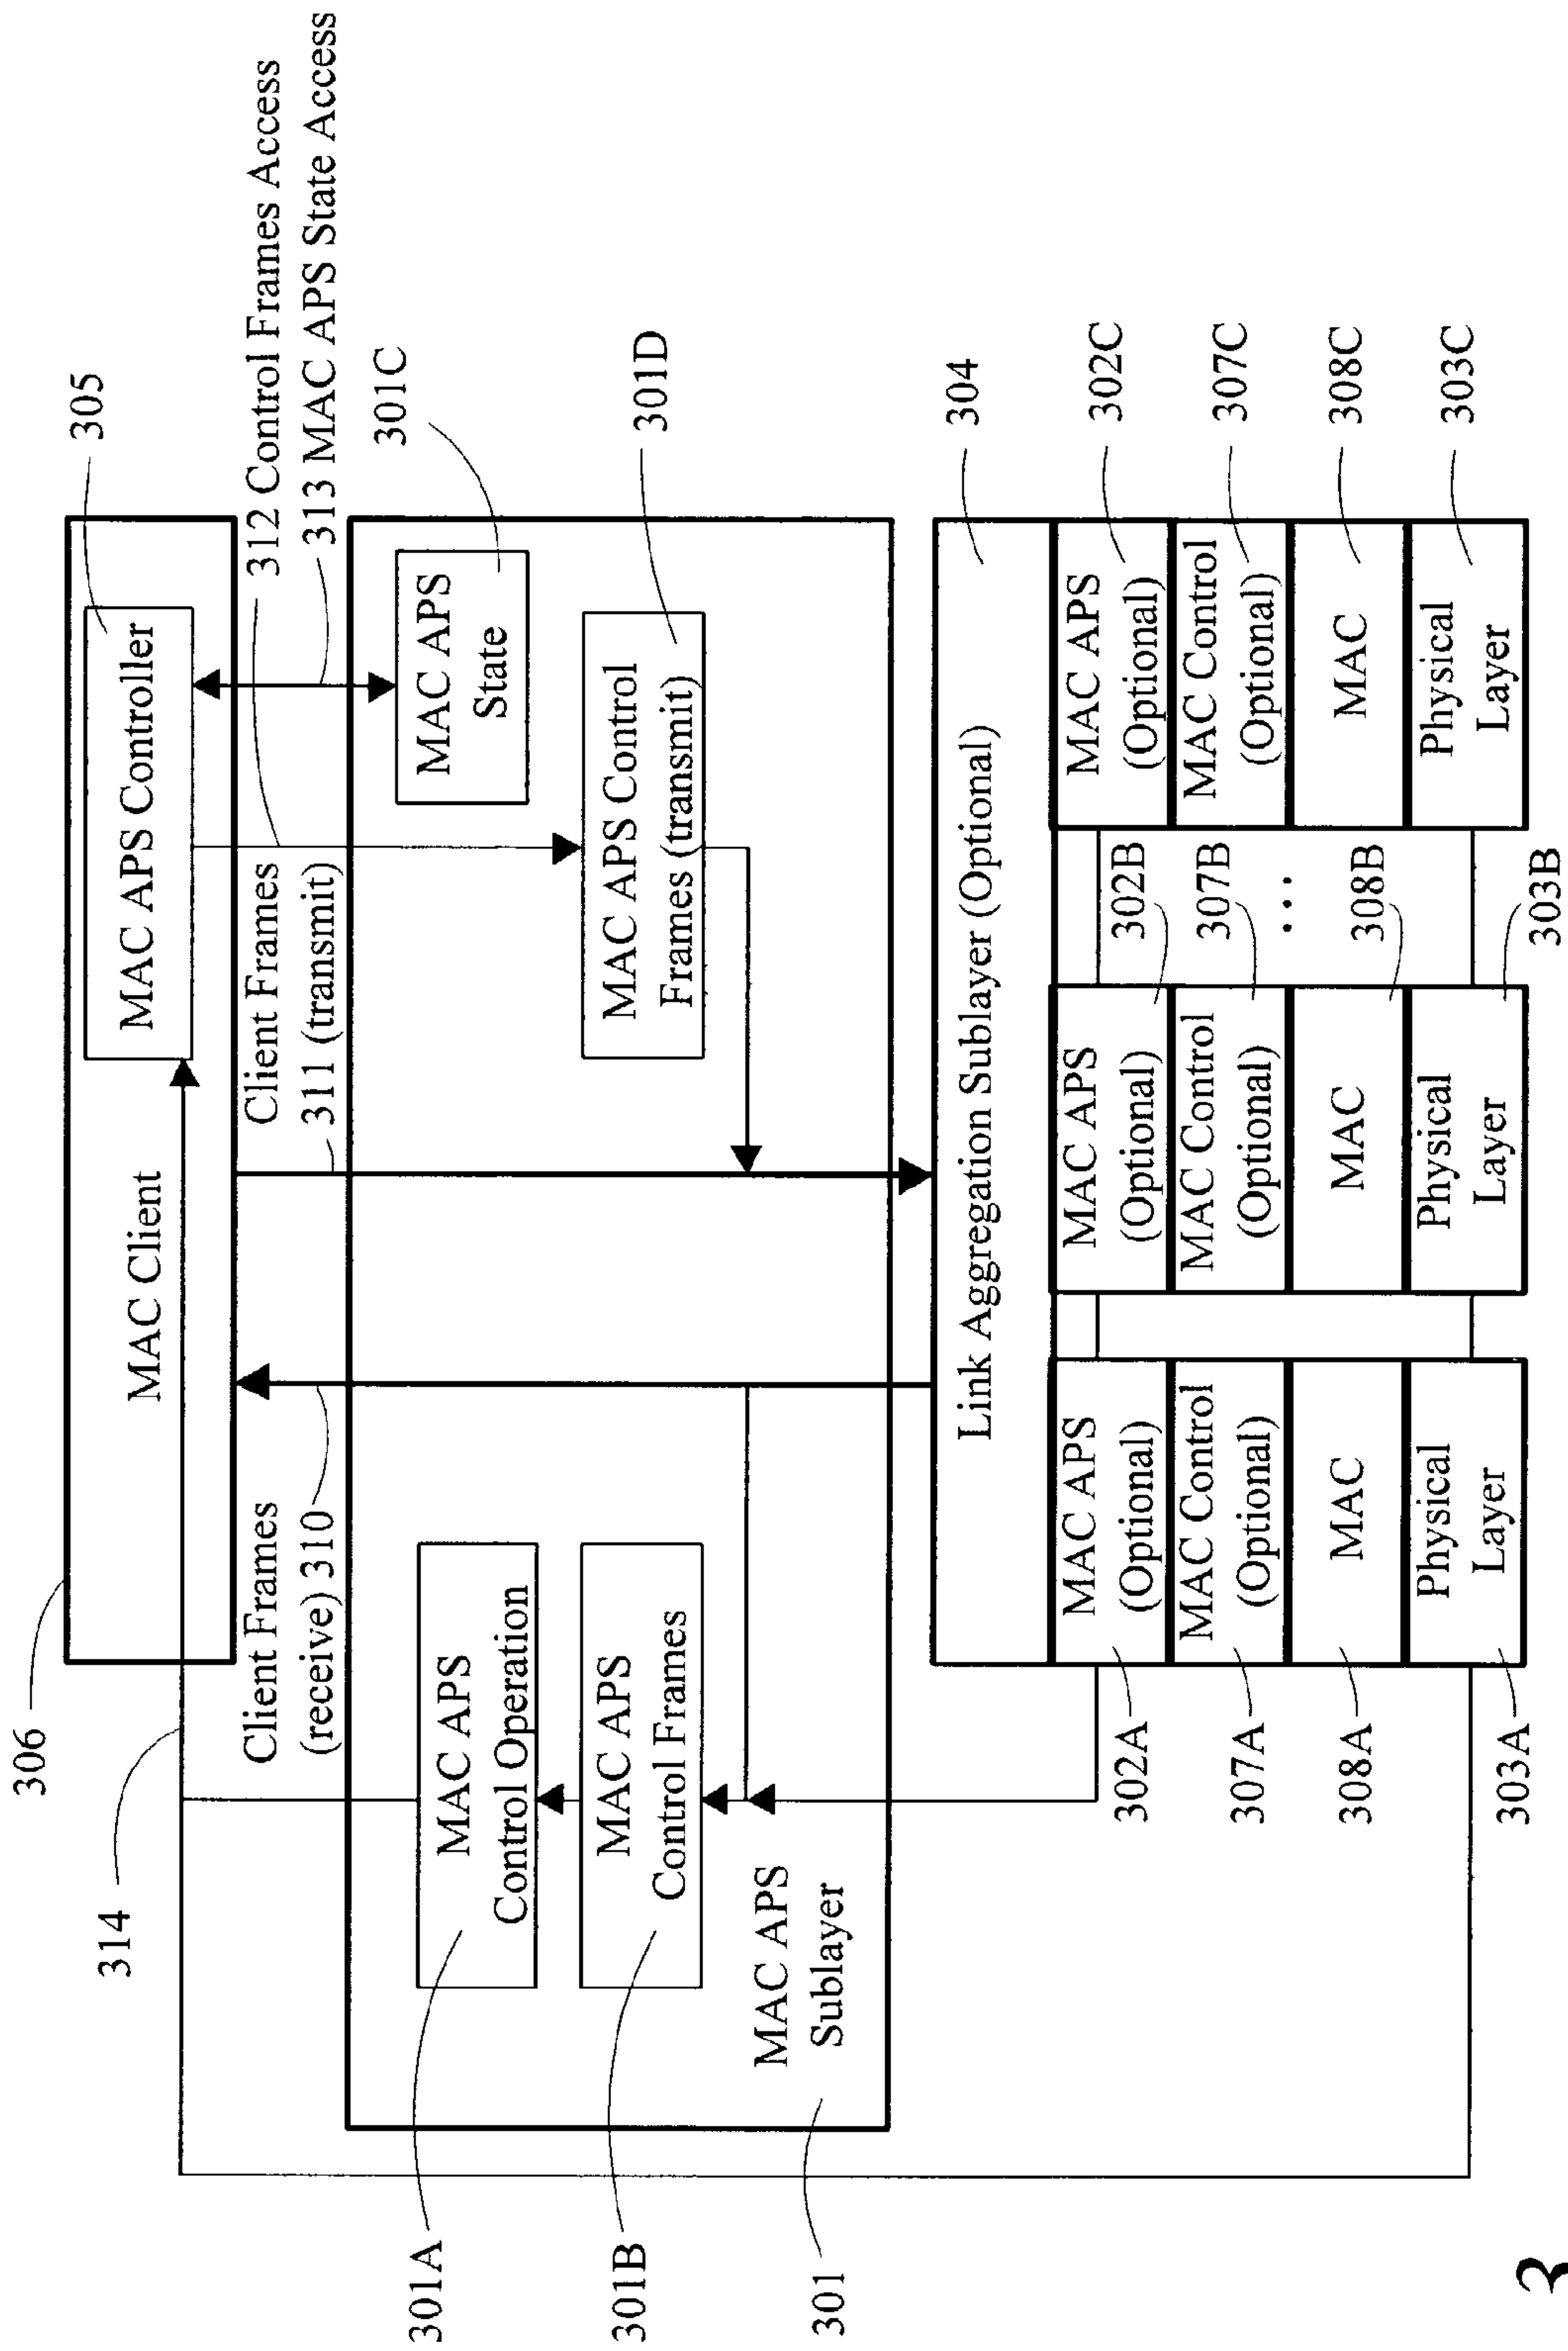 306
MAC Client
MAC APS Controller
305
314
Client Frames
(receive) 310
Client Frames
311 (transmit)
312 Control Frames Access
313 MAC APS State Access
301A
MAC APS
Control Operation
MAC APS
State
301C
301B
MAC APS
Control Frames
MAC APS Control
Frames (transmit)
301D
301
MAC APS
Sublayer
Link Aggregation Sublayer (Optional)
304
302A
MAC APS
(Optional)
MAC APS
(Optional)
302B
MAC APS
(Optional)
302C
307A
MAC Control
(Optional)
MAC Control
(Optional)
307B
MAC Control
(Optional)
307C
...
308A
MAC
MAC
308B
MAC
308C
303A
Physical
Layer
Physical
Layer
303B
Physical
Layer
303C
3